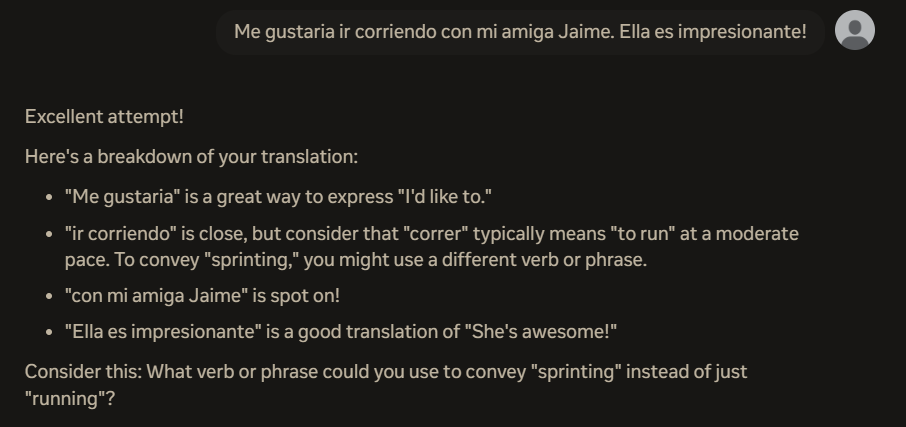 Me gustaria ir corriendo con mi amiga Jaime. Ella es impresionante!
Excellent attempt!
Here's a breakdown of your translation:
• "Me gustaria" is a great way to express "I'd like to."
• "ir corriendo" is close, but consider that "correr" typically means "to run" at a moderate
pace. To convey "sprinting," you might use a different verb or phrase.
• "con mi amiga Jaime" is spot on!
• "Ella es impresionante" is a good translation of "She's awesome!"
Consider this: What verb or phrase could you use to convey "sprinting" instead of just
"running"?